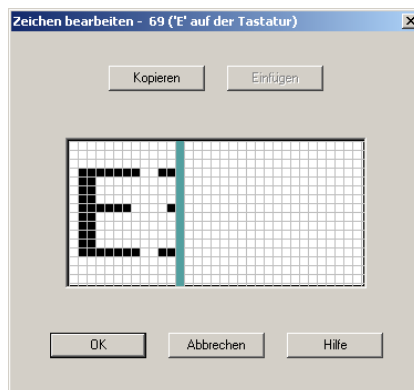 Zeichen bearbeiten - 69 ('E' auf der Tastatur)
Kopieren Einfügen
E
OK Abbrechen Hilfe